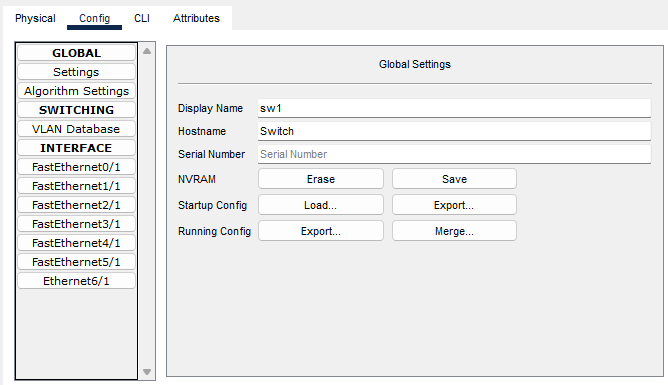 Physical Config CLI Attributes
GLOBAL
Settings
Algorithm Settings
SWITCHING
VLAN Database
INTERFACE
FastEthernet0/1
FastEthernet1/1
FastEthernet2/1
FastEthernet3/1
FastEthernet4/1
FastEthernet5/1
Ethernet6/1
Global Settings
Display Name sw1
Hostname Switch
Serial Number Serial Number
NVRAM Erase Save
Startup Config Load... Export...
Running Config Export... Merge...